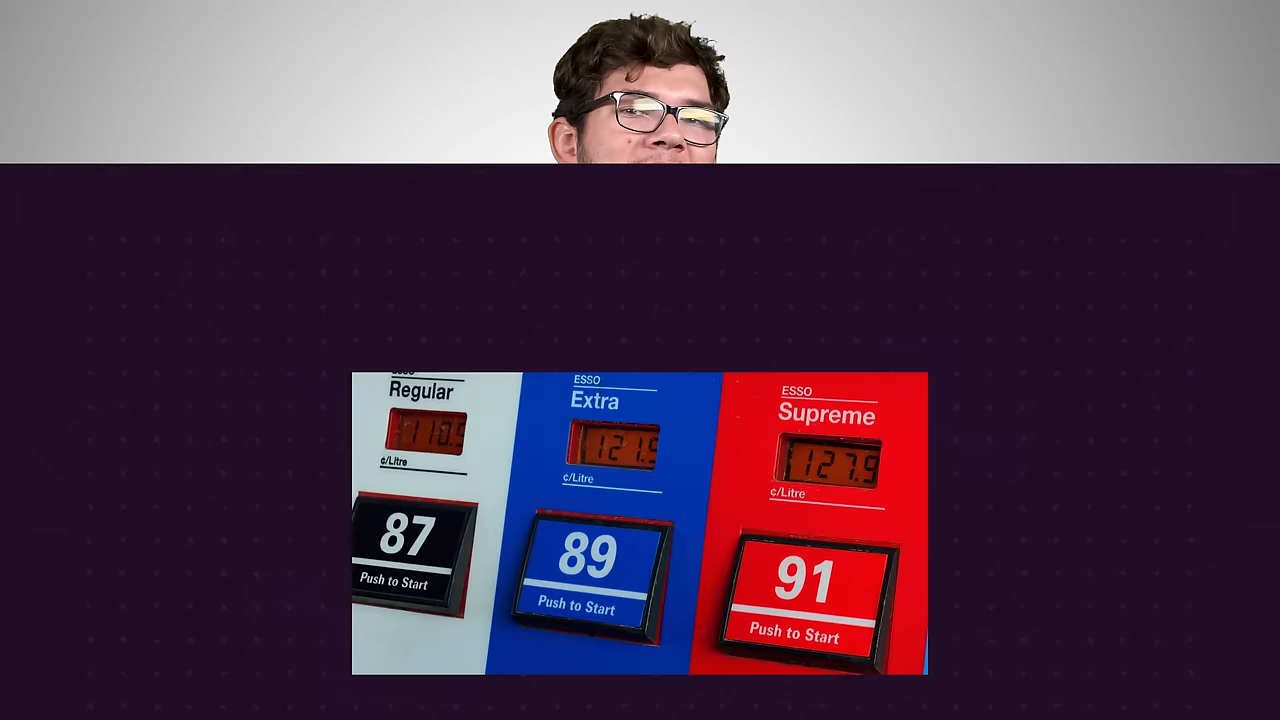 Regular
110.9
¢/Litre
87
Push to Start
ESSO
Extra
121.9
¢/Litre
89
Push to Start
ESSO
Supreme
127.9
¢/Litre
91
Push to Start